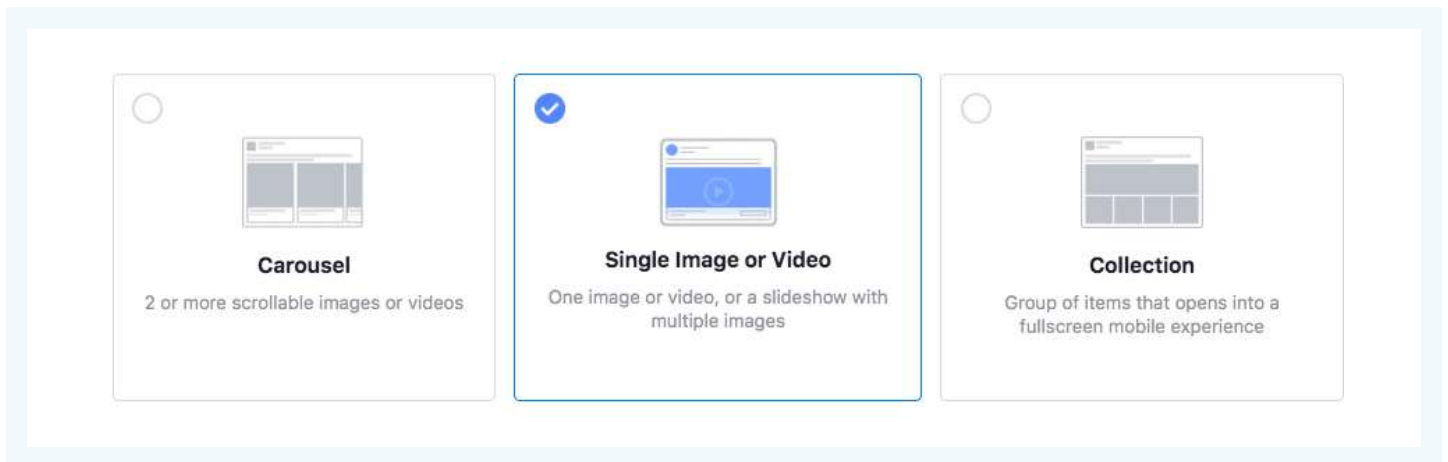 Carousel
2 or more scrollable images or videos
Single Image or Video
One image or video, or a slideshow with
multiple images
Collection
Group of items that opens into a
fullscreen mobile experience